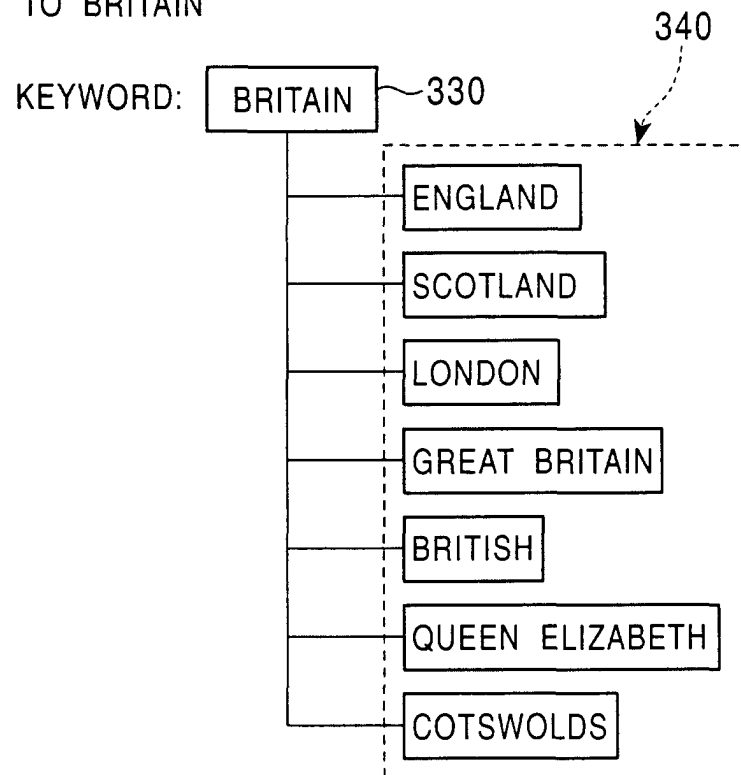 TO BRITAIN
340
KEYWORD: BRITAIN 330
ENGLAND
SCOTLAND
LONDON
GREAT BRITAIN
BRITISH
QUEEN ELIZABETH
COTSWOLDS